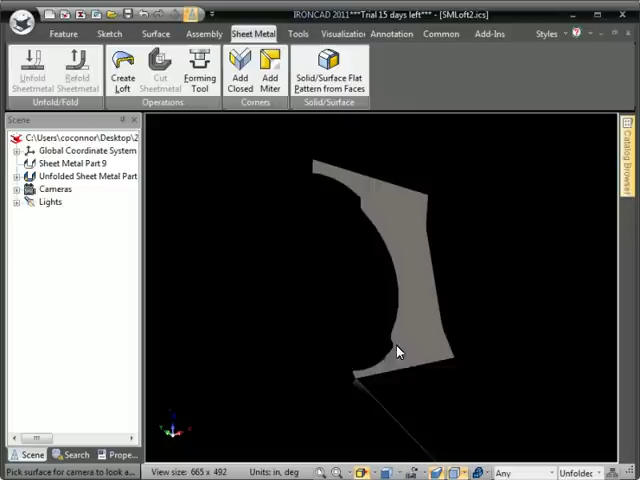 IRONCAD 2011***Trial 15 days left*** - [SMLoft2.ics]
Feature Sketch Surface Assembly Sheet Metal Tools Visualizatio Annotation Common Add-Ins Styles
Unfold Sheetmetal
Refold Sheetmetal
Create Loft
Cut Sheetmetal
Forming Tool
Add Closed
Add Miter
Solid/Surface Flat Pattern from Faces
Unfold/Fold Operations Corners Solid/Surface
Scene
C:\Users\coconnor\Desktop\2
Global Coordinate System
Sheet Metal Part 9
Unfolded Sheet Metal Part
Cameras
Lights
Catalog Browser
Scene Search Prope...
Pick surface for camera to look a... View size: 665 x 492 Units: in, deg Any Unfolded